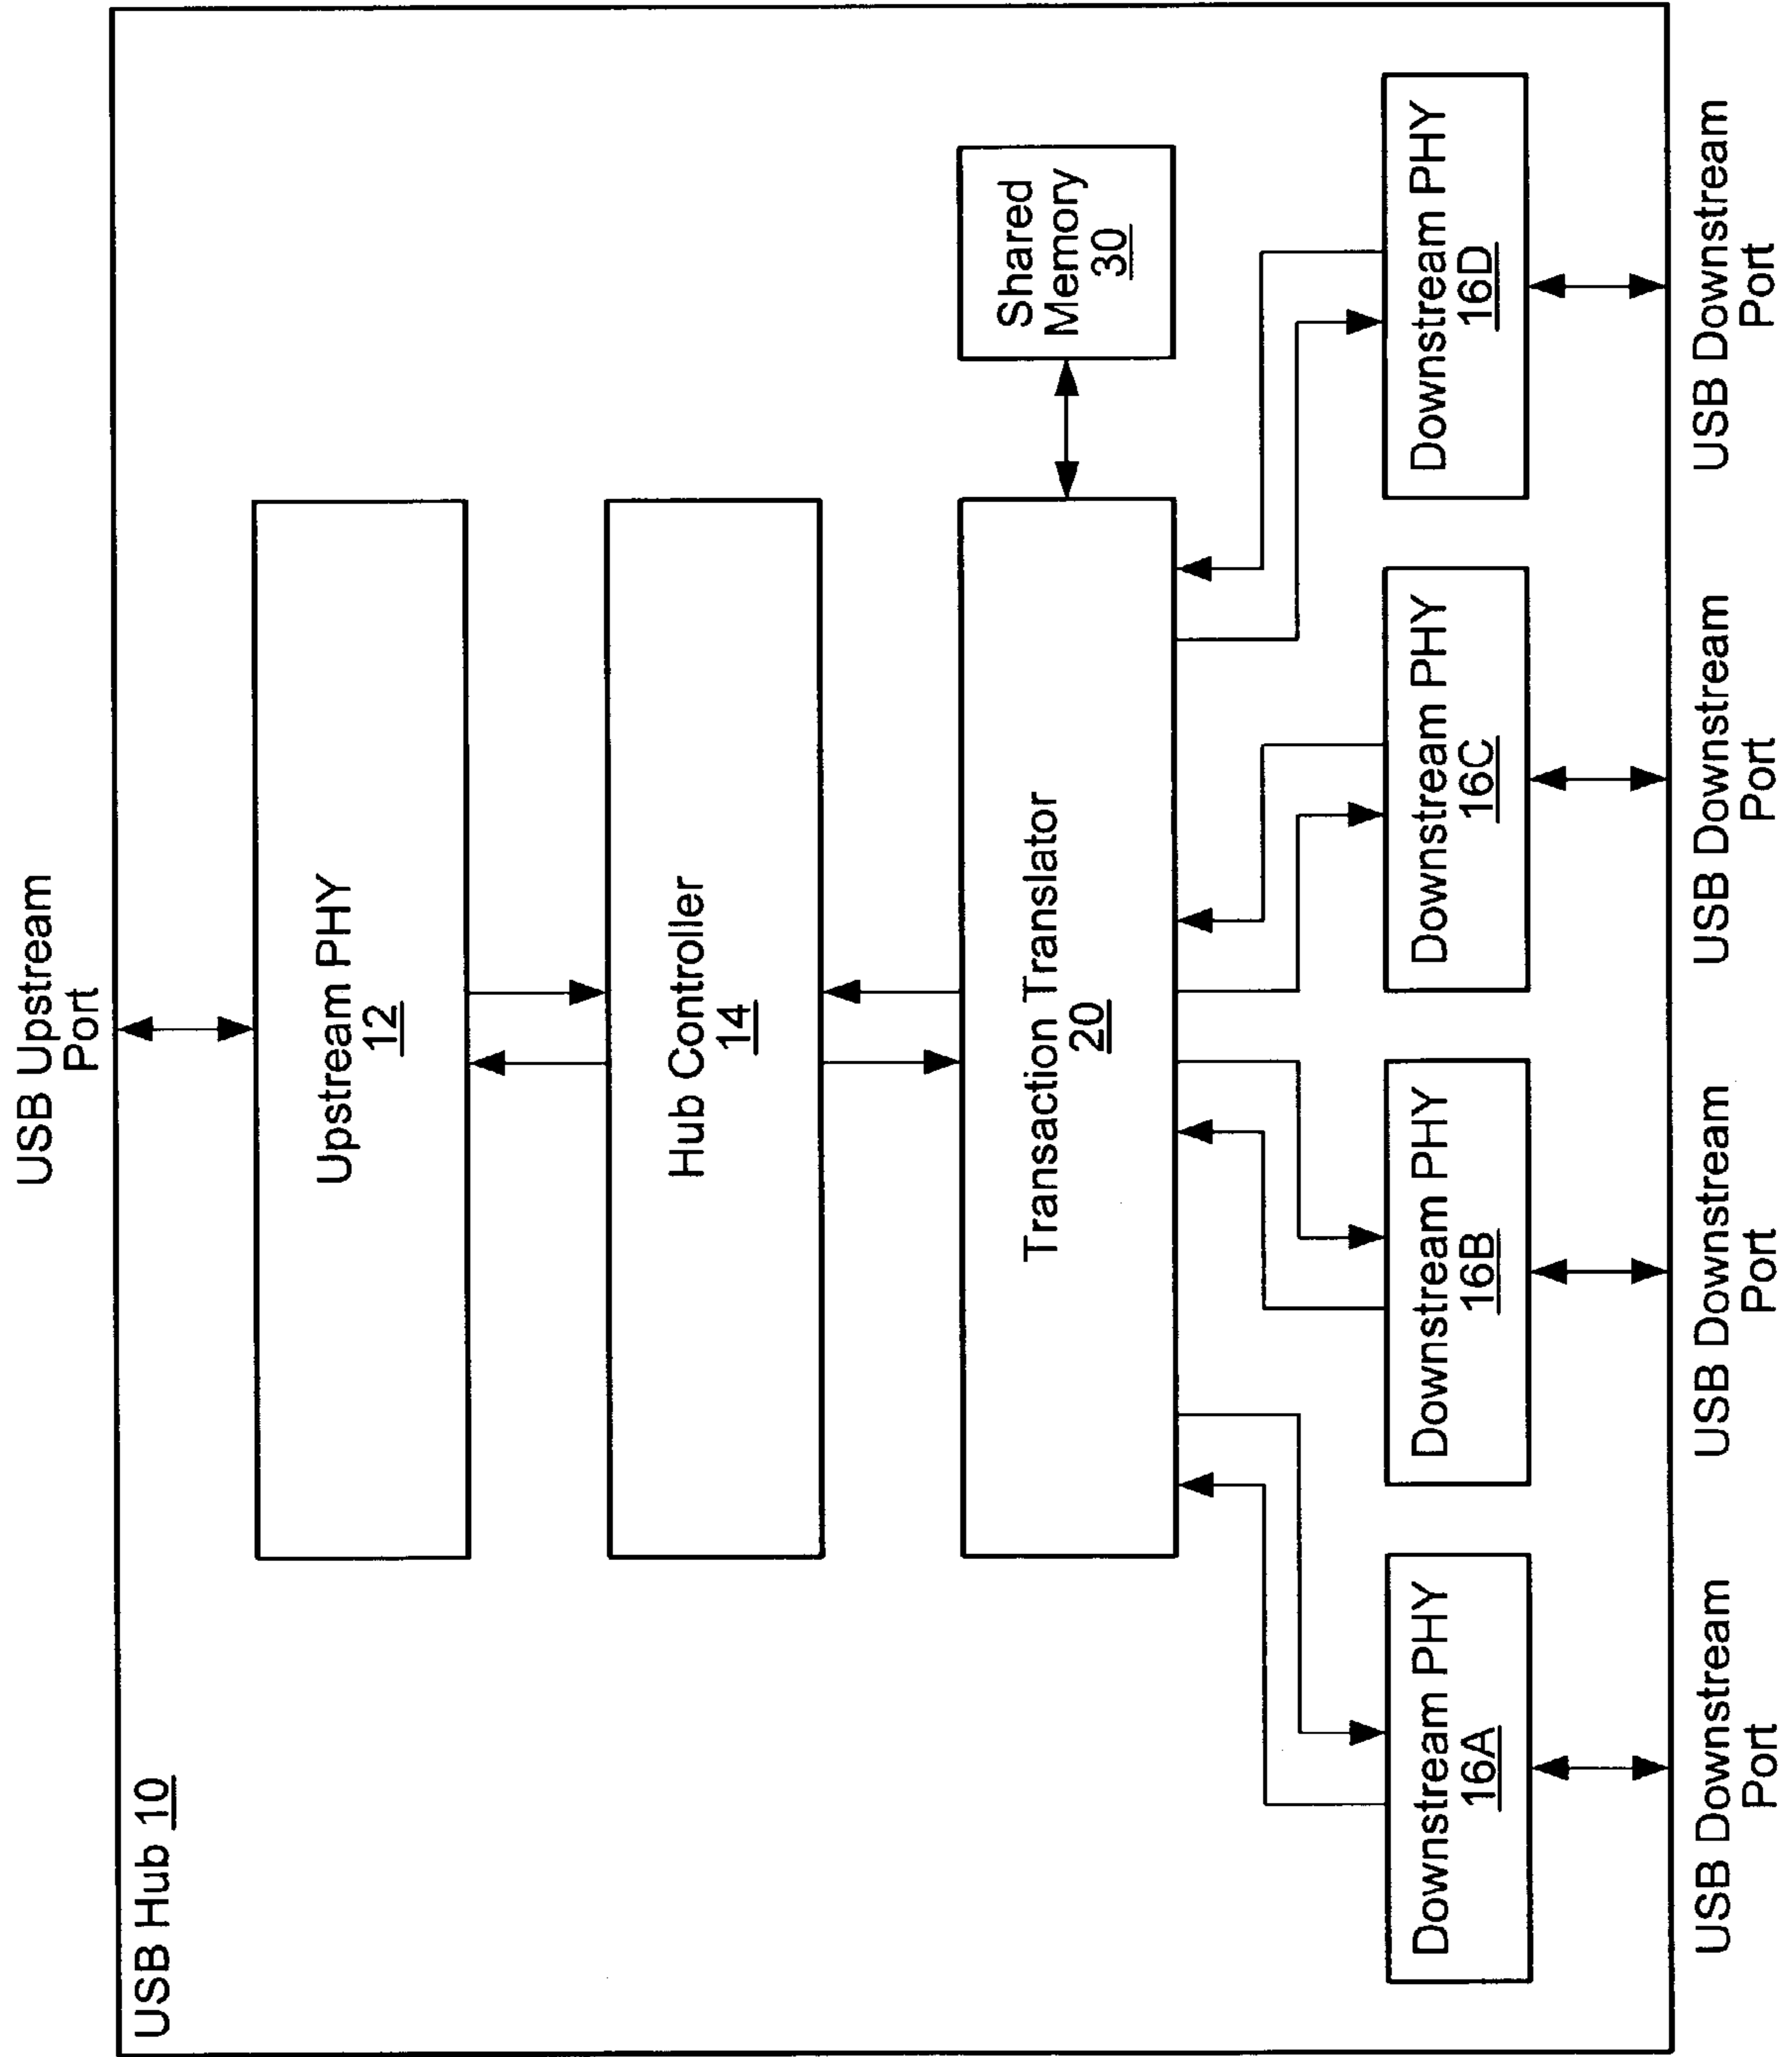 USB Upstream
Port
USB Hub 10
Upstream PHY
12
Hub Controller
14
Transaction Translator
20
Shared
Memory
30
Downstream PHY
16A
Downstream PHY
16B
Downstream PHY
16C
Downstream PHY
16D
USB Downstream
Port
USB Downstream
Port
USB Downstream
Port
USB Downstream
Port